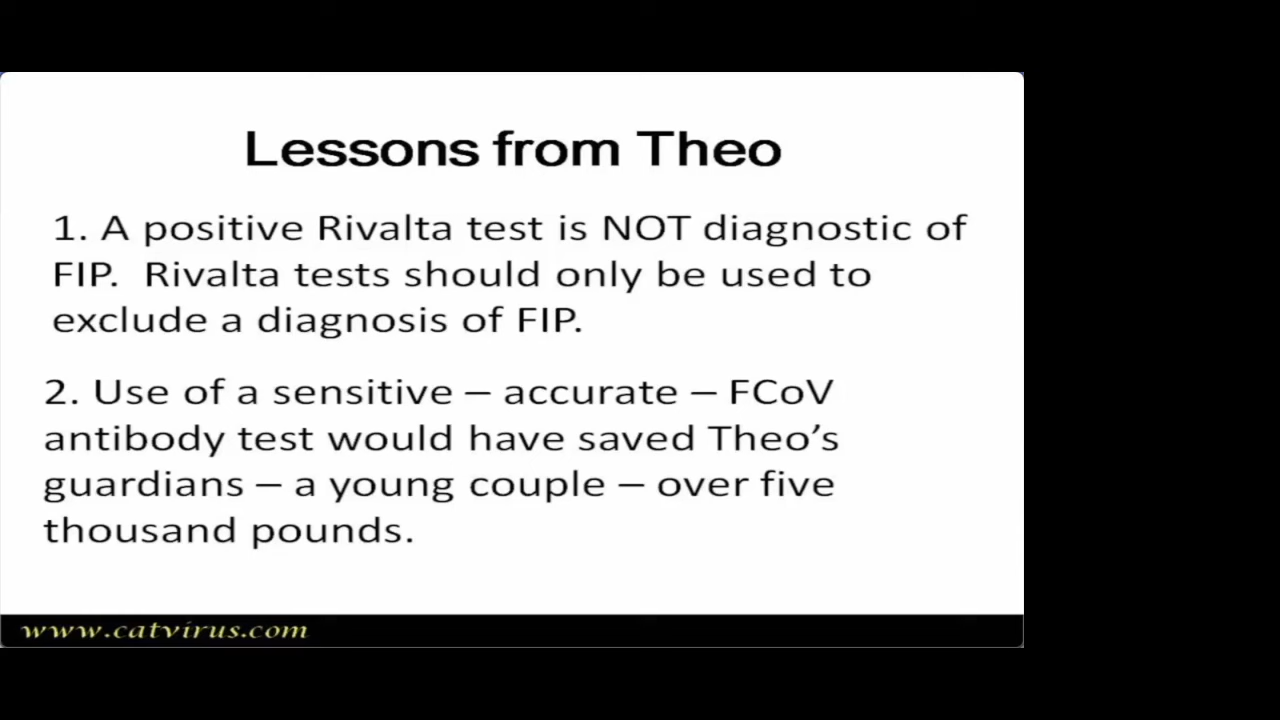 Lessons from Theo
1. A positive Rivalta test is NOT diagnostic of
FIP.  Rivalta tests should only be used to
exclude a diagnosis of FIP.
2. Use of a sensitive – accurate – FCoV
antibody test would have saved Theo’s
guardians – a young couple – over five
thousand pounds.
www.catvirus.com